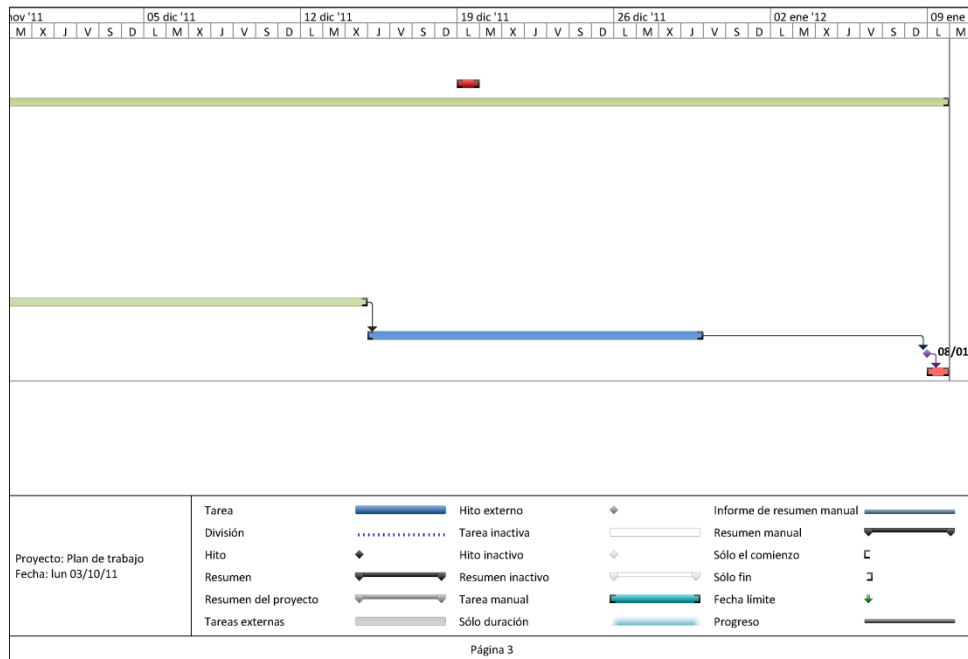 nov '11 05 dic '11 12 dic '11 19 dic '11 26 dic '11 02 ene '12 09 ene
M X J V S D L M X J V S D L M X J V S D L M X J V S D L M X J V S D L M X J V S D L M
08/01
Proyecto: Plan de trabajo
Fecha: lun 03/10/11
Tarea Hito externo Informe de resumen manual
División Tarea inactiva Resumen manual
Hito Hito inactivo Sólo el comienzo
Resumen Resumen inactivo Sólo fin
Resumen del proyecto Tarea manual Fecha límite
Tareas externas Sólo duración Progreso
Página 3